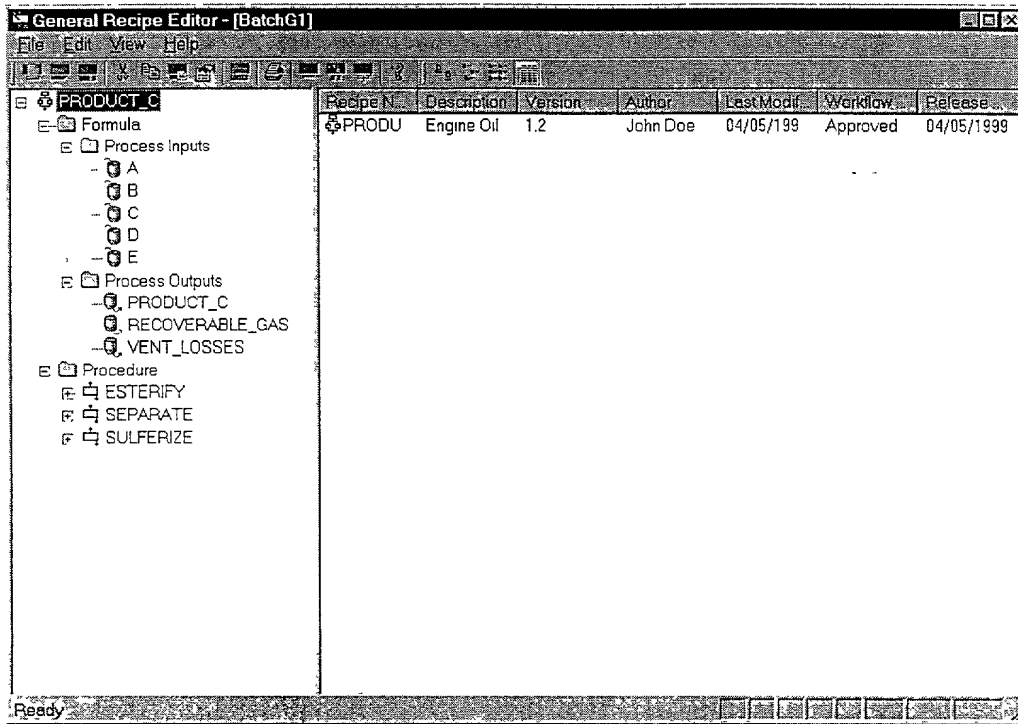 General Recipe Editor - [BatchG1]
File Edit View Help
PRODUCT_C
Formula
Process Inputs
A
B
C
D
E
Process Outputs
PRODUCT_C
RECOVERABLE_GAS
VENT_LOSSES
Procedure
ESTERIFY
SEPARATE
SULFERIZE
Recipe N... Description Version Author Last Modif... Workflow ... Release ...
PRODU Engine Oil 1.2 John Doe 04/05/199 Approved 04/05/1999
Ready